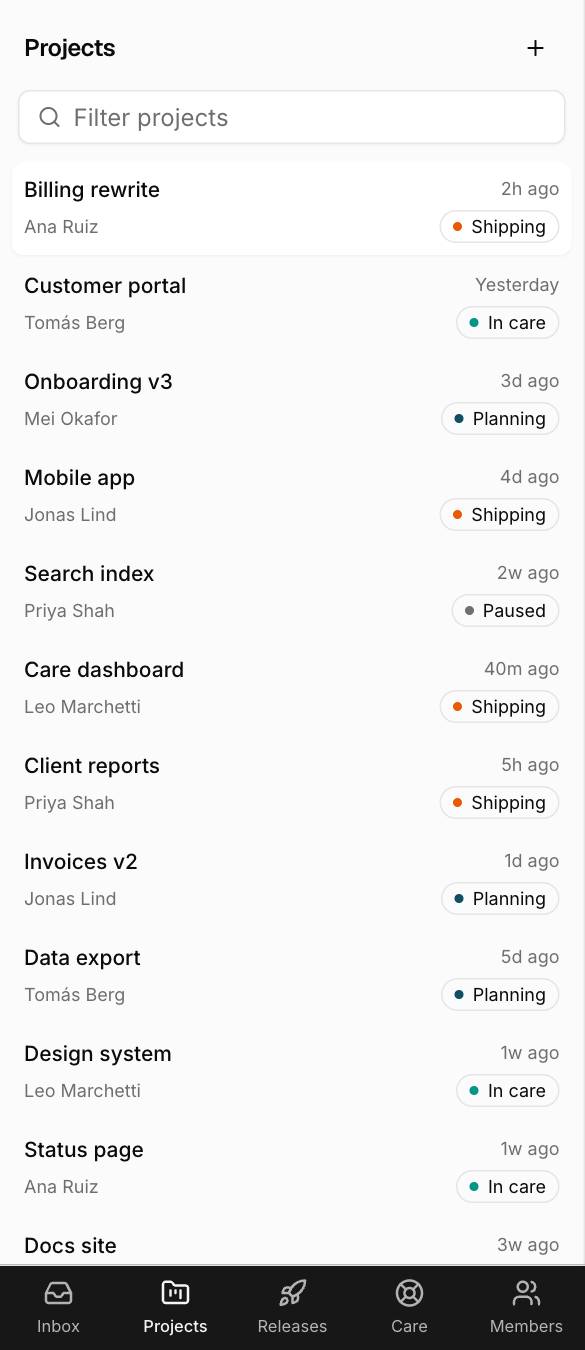 Projects
Filter projects
Billing rewrite 2h ago
Ana Ruiz Shipping
Customer portal Yesterday
Tomás Berg In care
Onboarding v3 3d ago
Mei Okafor Planning
Mobile app 4d ago
Jonas Lind Shipping
Search index 2w ago
Priya Shah Paused
Care dashboard 40m ago
Leo Marchetti Shipping
Client reports 5h ago
Priya Shah Shipping
Invoices v2 1d ago
Jonas Lind Planning
Data export 5d ago
Tomás Berg Planning
Design system 1w ago
Leo Marchetti In care
Status page 1w ago
Ana Ruiz In care
Docs site 3w ago
Inbox Projects Releases Care Members